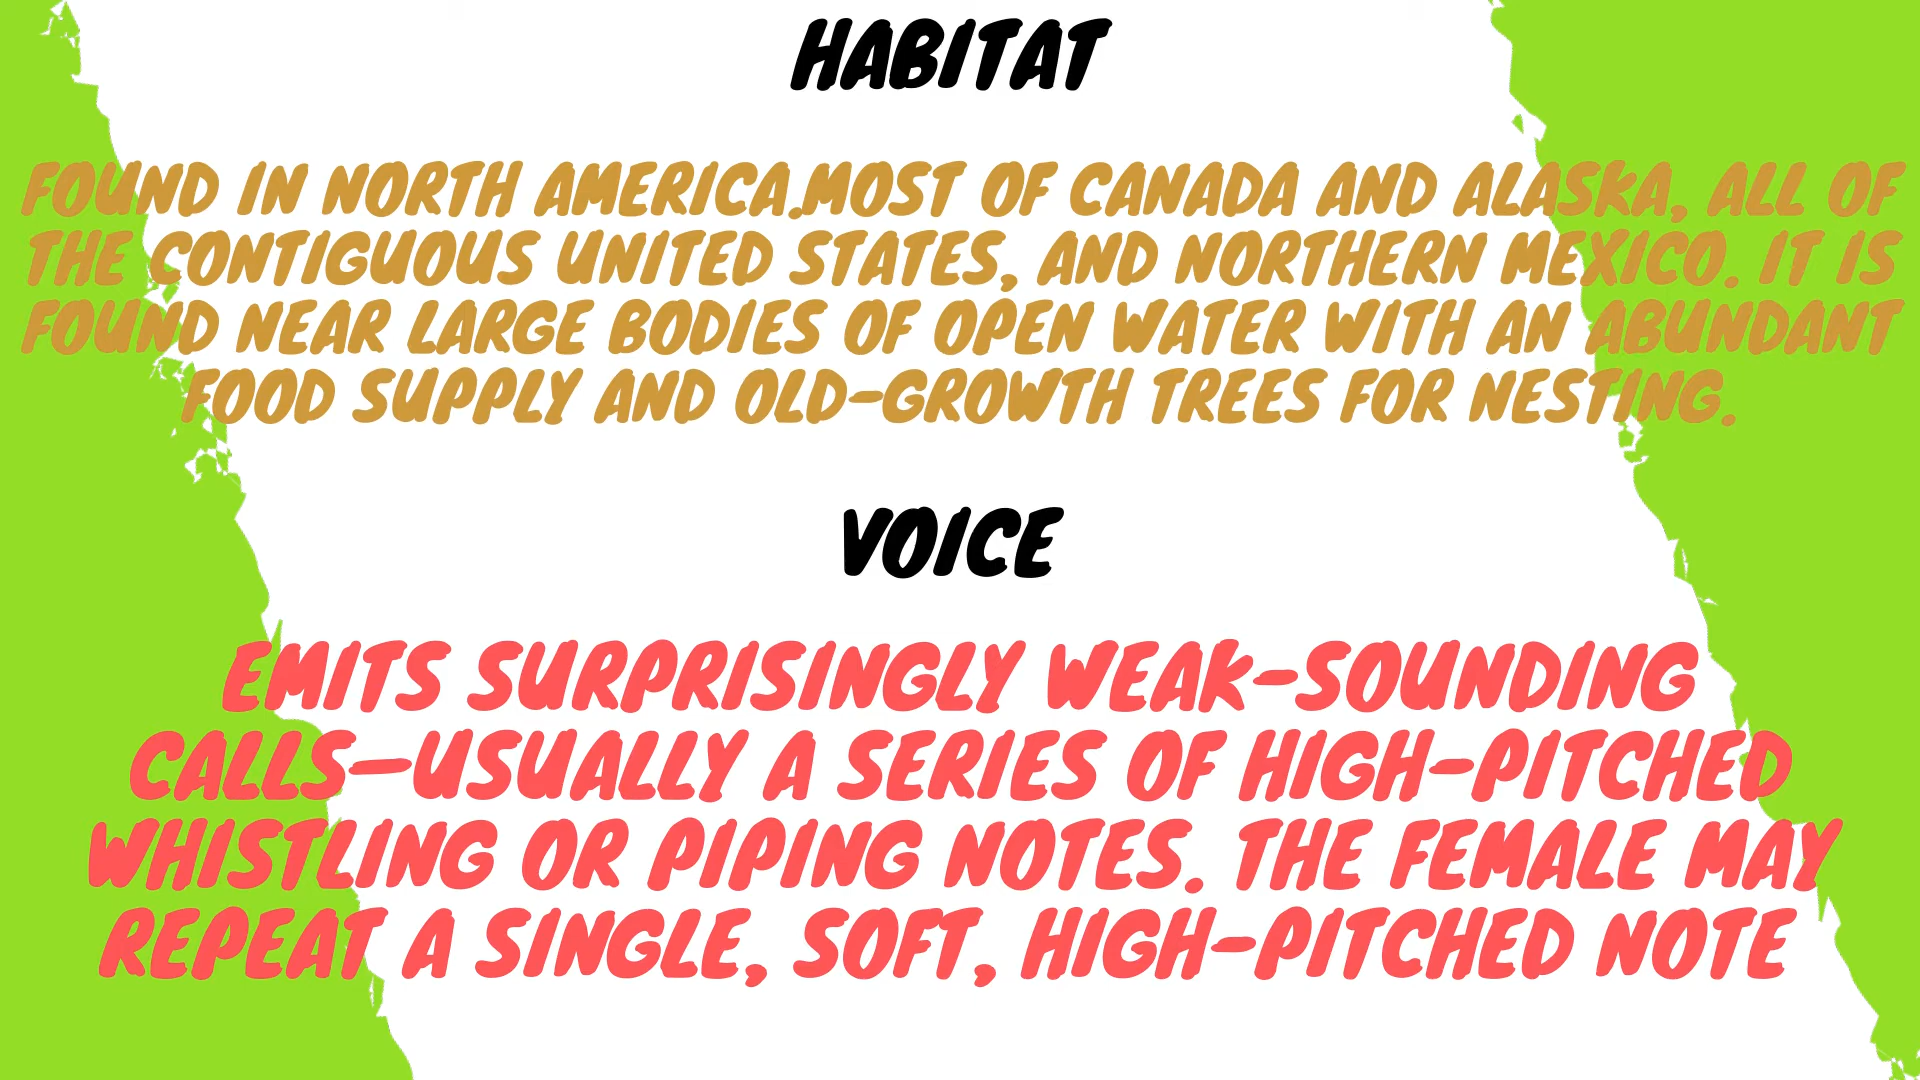 HABITAT
FOUND IN NORTH AMERICA.MOST OF CANADA AND ALASKA, ALL OF
THE CONTIGUOUS UNITED STATES, AND NORTHERN MEXICO. IT IS
FOUND NEAR LARGE BODIES OF OPEN WATER WITH AN ABUNDANT
FOOD SUPPLY AND OLD-GROWTH TREES FOR NESTING.
VOICE
EMITS SURPRISINGLY WEAK-SOUNDING
CALLS—USUALLY A SERIES OF HIGH-PITCHED
WHISTLING OR PIPING NOTES. THE FEMALE MAY
REPEAT A SINGLE, SOFT, HIGH-PITCHED NOTE